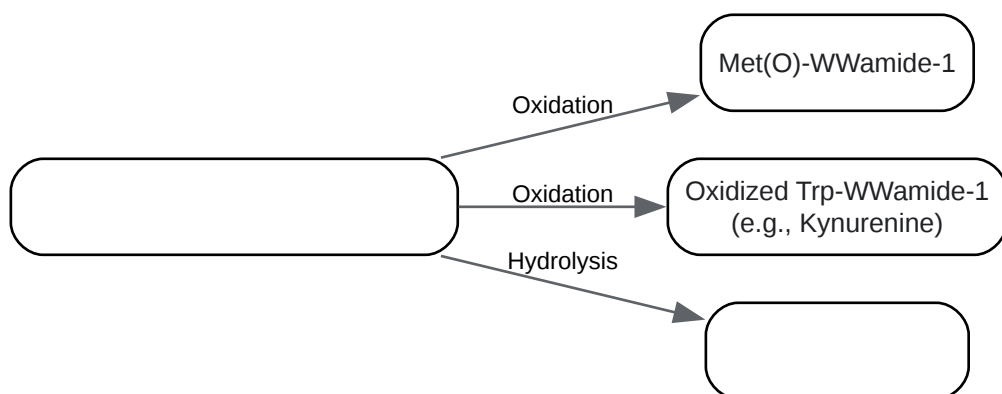 Met(O)-WWamide-1
Oxidation
Oxidation
Oxidized Trp-WWamide-1
(e.g., Kynurenine)
Hydrolysis